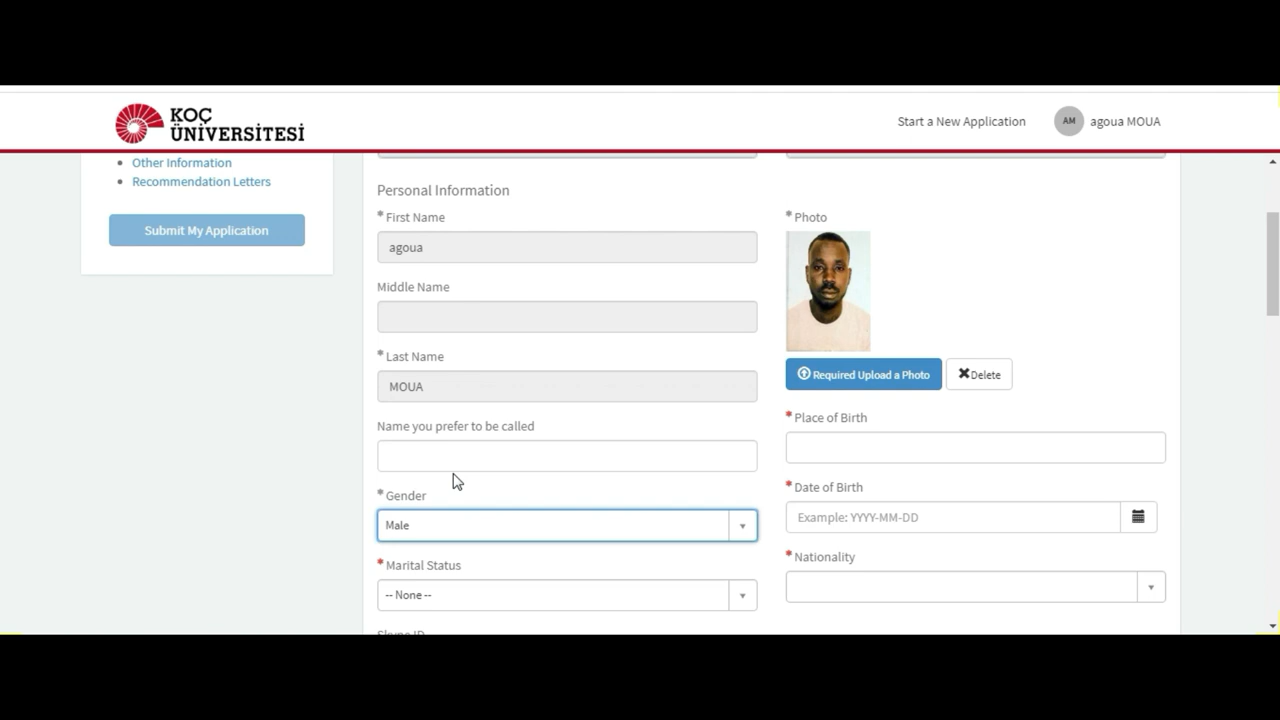 KOÇ
ÜNİVERSİTESİ
Start a New Application
AM
agoua MOUA
Other Information
Recommendation Letters
Submit My Application
Personal Information
* First Name
agoua
Middle Name
* Last Name
MOUA
Name you prefer to be called
* Gender
Male
* Marital Status
-- None --
Skype ID
* Photo
Required Upload a Photo
Delete
* Place of Birth
* Date of Birth
Example: YYYY-MM-DD
* Nationality